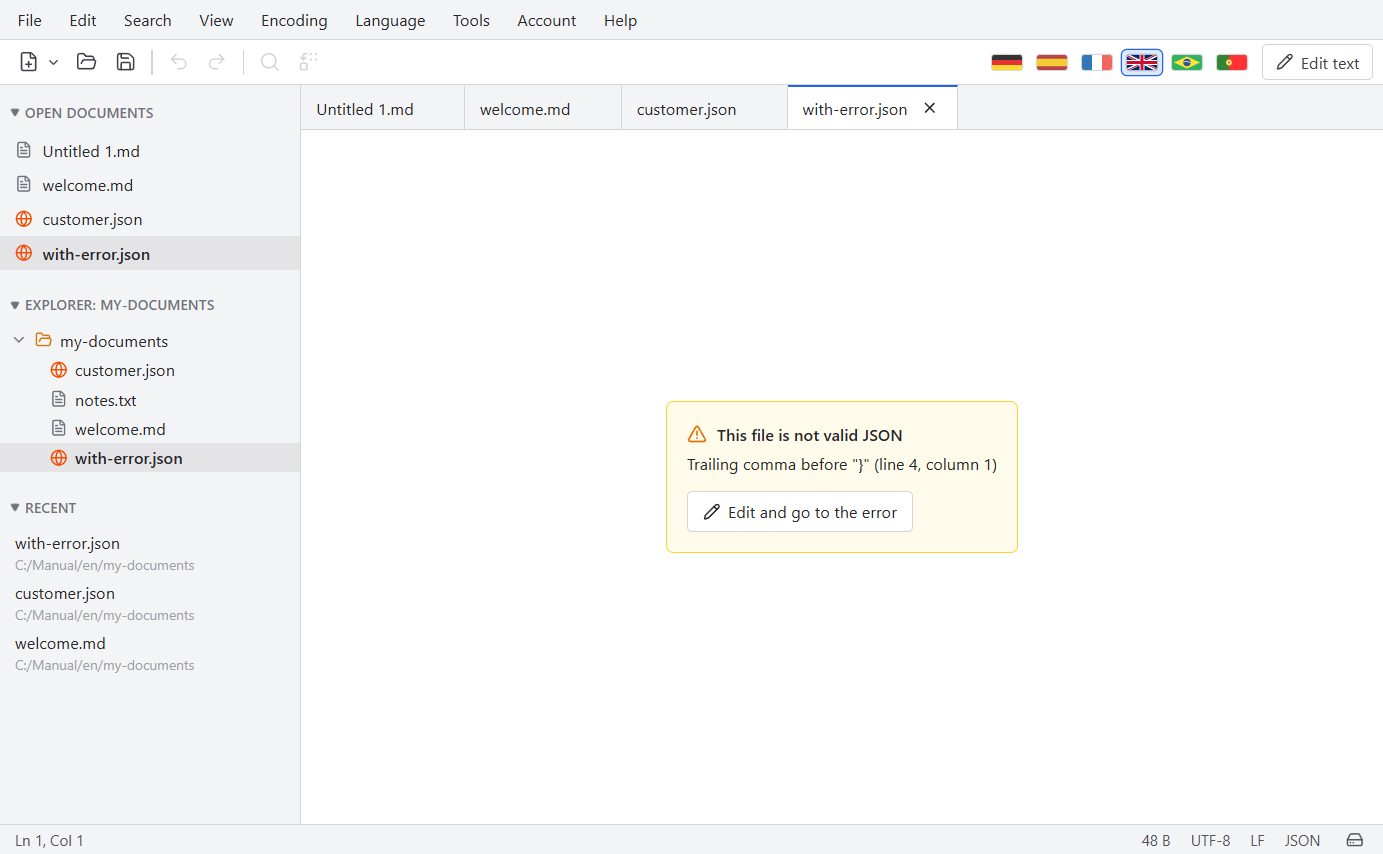 File Edit Search View Encoding Language Tools Account Help
Edit text
OPEN DOCUMENTS
Untitled 1.md
welcome.md
customer.json
with-error.json
EXPLORER: MY-DOCUMENTS
my-documents
customer.json
notes.txt
welcome.md
with-error.json
RECENT
with-error.json
C:/Manual/en/my-documents
customer.json
C:/Manual/en/my-documents
welcome.md
C:/Manual/en/my-documents
Untitled 1.md welcome.md customer.json with-error.json
This file is not valid JSON
Trailing comma before "}" (line 4, column 1)
Edit and go to the error
Ln 1, Col 1 48 B UTF-8 LF JSON